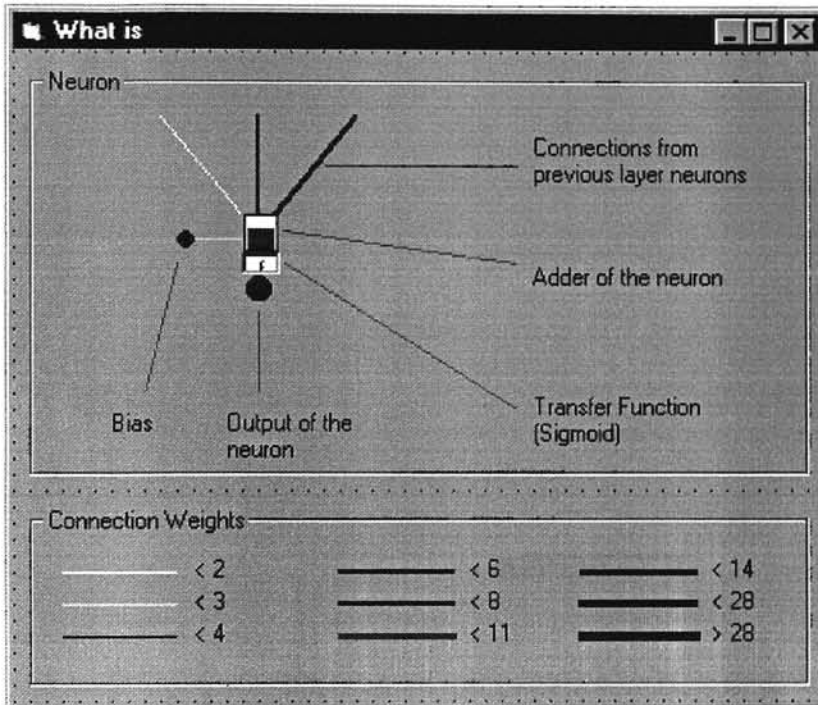 What is
Neuron
Connections from
previous layer neurons
Adder of the neuron
f
Bias
Output of the
neuron
Transfer Function
(Sigmoid)
Connection Weights
< 2
< 6
< 14
< 3
< 8
< 28
< 4
< 11
> 28